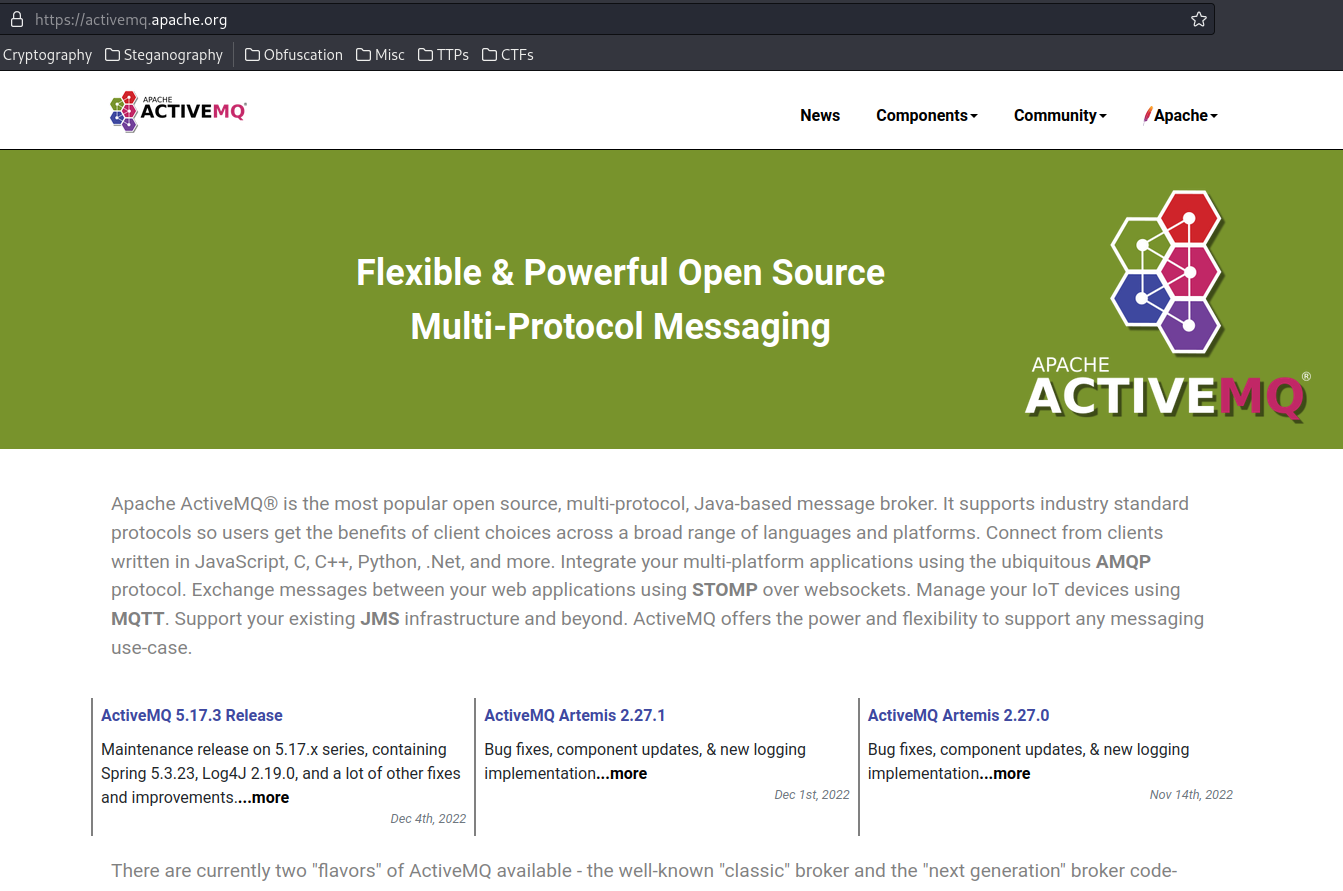 https://activemq.apache.org
Cryptography Steganography Obfuscation Misc TTPs CTFs
APACHE
ACTIVEMQ®
News Components Community Apache
Flexible & Powerful Open Source
Multi-Protocol Messaging
APACHE
ACTIVEMQ®
Apache ActiveMQ® is the most popular open source, multi-protocol, Java-based message broker. It supports industry standard
protocols so users get the benefits of client choices across a broad range of languages and platforms. Connect from clients
written in JavaScript, C, C++, Python, .Net, and more. Integrate your multi-platform applications using the ubiquitous AMQP
protocol. Exchange messages between your web applications using STOMP over websockets. Manage your IoT devices using
MQTT. Support your existing JMS infrastructure and beyond. ActiveMQ offers the power and flexibility to support any messaging
use-case.
ActiveMQ 5.17.3 Release
Maintenance release on 5.17.x series, containing
Spring 5.3.23, Log4J 2.19.0, and a lot of other fixes
and improvements....more
Dec 4th, 2022
ActiveMQ Artemis 2.27.1
Bug fixes, component updates, & new logging
implementation...more
Dec 1st, 2022
ActiveMQ Artemis 2.27.0
Bug fixes, component updates, & new logging
implementation...more
Nov 14th, 2022
There are currently two "flavors" of ActiveMQ available - the well-known "classic" broker and the "next generation" broker code-